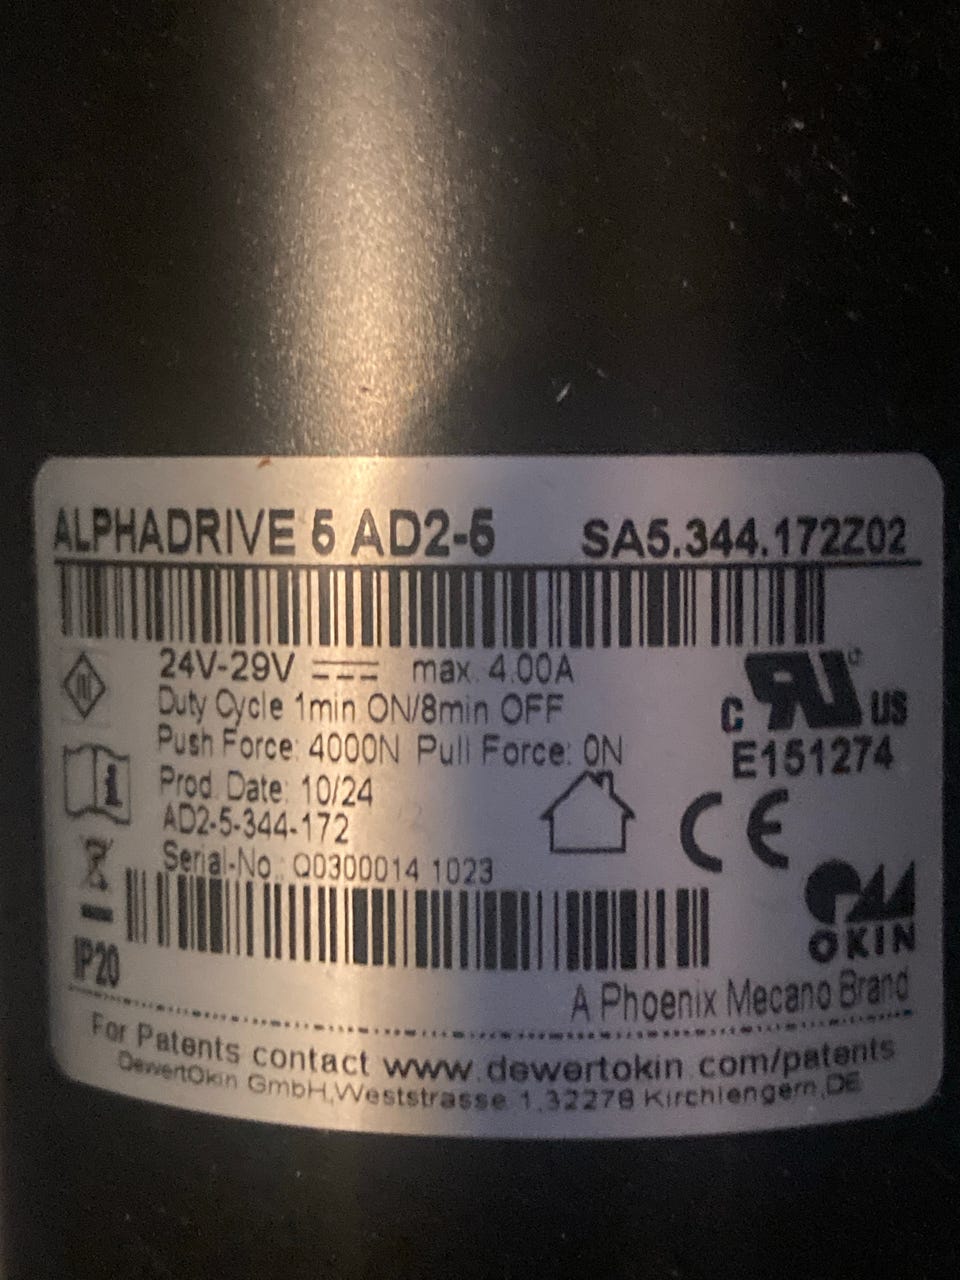 ALPHADRIVE 5 AD2-5 SA5.344.172Z02
24V-29V ⎓ max. 4.00A
Duty Cycle 1min ON/8min OFF
Push Force: 4000N Pull Force: 0N
Prod. Date: 10/24
AD2-5-344-172
Serial-No.: Q0300014 1023
IP20
C RU US
E151274
CE
OKIN
A Phoenix Mecano Brand
For Patents contact www.dewertokin.com/patents
DewertOkin GmbH,Weststrasse 1,32278 Kirchlengern,DE